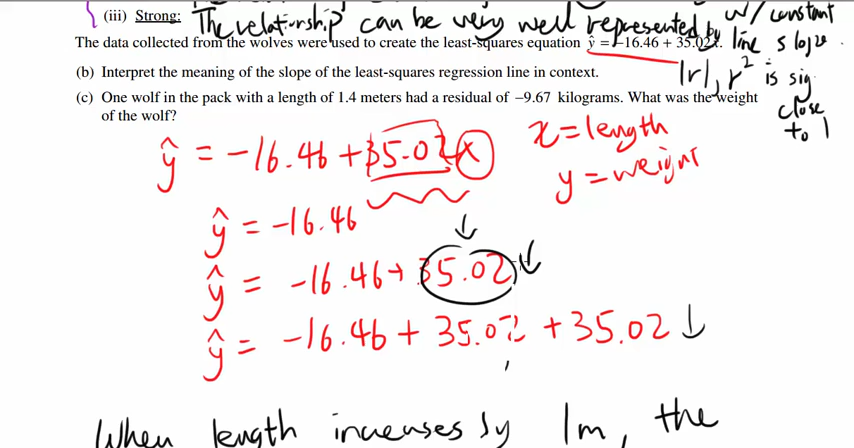 (iii) Strong: The relationship can be very well represented by
w/ constant
line slope
|r|, r² is sig
close
to 1
The data collected from the wolves were used to create the least-squares equation ŷ = −16.46 + 35.02x.
(b) Interpret the meaning of the slope of the least-squares regression line in context.
(c) One wolf in the pack with a length of 1.4 meters had a residual of −9.67 kilograms. What was the weight
of the wolf?
ŷ = -16.46 + 35.02x
x = length
y = weight
ŷ = -16.46
ŷ = -16.46 + 35.02
ŷ = -16.46 + 35.02 + 35.02
When length increases by 1m, the